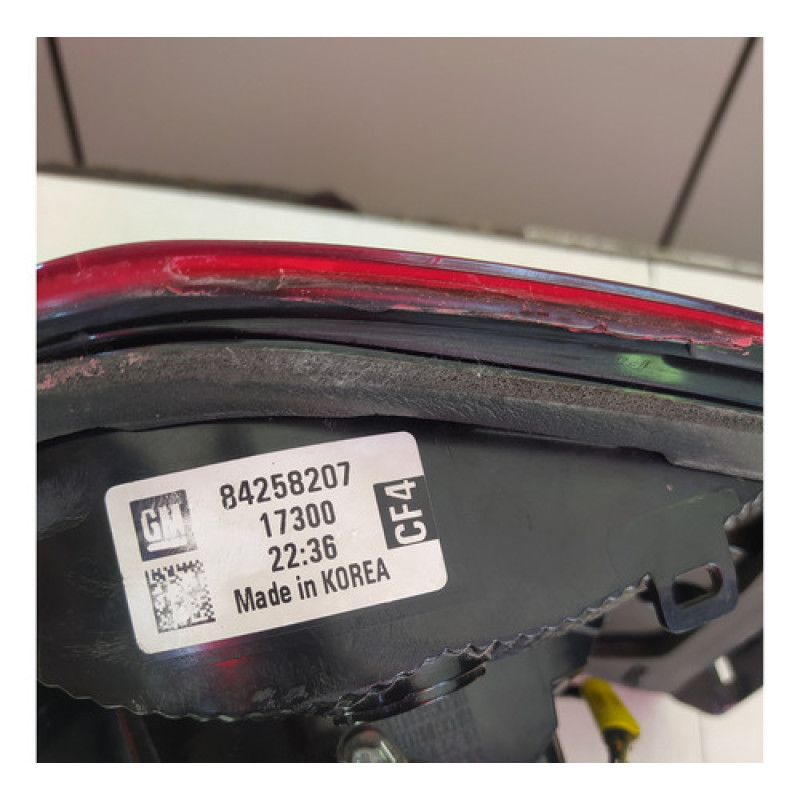 GM
84258207
17300
22:36
Made in KOREA
CF4